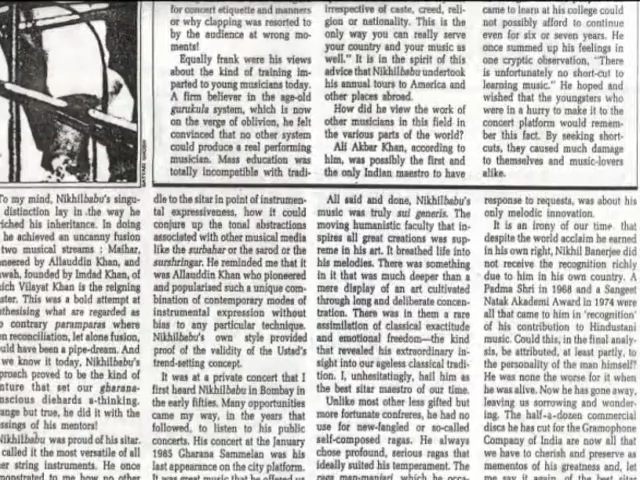 for concert etiquette and manners
or why clapping was resorted to
by the audience at wrong mo-
ments!
Equally frank were his views
about the kind of training im-
parted to young musicians today.
A firm believer in the age-old
gurukula system, which is now
on the verge of oblivion, he felt
convinced that no other system
could produce a real performing
musician. Mass education was
totally incompatible with tradi-
irrespective of caste, creed, reli-
gion or nationality. This is the
only way you can really serve
your country and your music as
well." It is in the spirit of this
advice that Nikhilbabu undertook
his annual tours to America and
other places abroad.
How did he view the work of
other musicians in this field in
the various parts of the world?
Ali Akbar Khan, according to
him, was possibly the first and
the only Indian maestro to have
came to learn at his college could
not possibly afford to continue
even for six or seven years. He
once summed up his feelings in
one cryptic observation, "There
is unfortunately no short-cut to
learning music." He hoped and
wished that the youngsters who
were in a hurry to make it to the
concert platform would remem-
ber this fact. By seeking short-
cuts, they caused much damage
to themselves and music-lovers
alike.
To my mind, Nikhilbabu's singu-
distinction lay in the way he
iched his inheritance. In doing
he achieved an uncanny fusion
two musical streams : Maihar,
neered by Allauddin Khan, and
wah, founded by Imdad Khan, of
ich Vilayat Khan is the reigning
ster. This was a bold attempt at
thesising what are regarded as
contrary paramparas where
n reconciliation, let alone fusion,
uld have been a pipe-dream. And
we know it today, Nikhilbabu's
proach proved to be the kind of
nture that set our gharana-
nscious diehards a-thinking.
ange but true, he did it with the
ssings of his mentors!
Nikhilbabu was proud of his sitar.
called it the most versatile of all
er string instruments. He once
monstrated to me how no other
dle to the sitar in point of instrumen-
tal expressiveness, how it could
conjure up the tonal abstractions
associated with other musical media
like the surbahar or the sarod or the
sursringar. He reminded me that it
was Allauddin Khan who pioneered
and popularised such a unique com-
bination of contemporary modes of
instrumental expression without
bias to any particular technique.
Nikhilbabu's own style provided
proof of the validity of the Ustad's
trend-setting concept.
It was at a private concert that I
first heard Nikhilbabu in Bombay in
the early fifties. Many opportunities
came my way, in the years that
followed, to listen to his public
concerts. His concert at the January
1985 Gharana Sammelan was his
last appearance on the city platform.
It was great music that he offered us
All said and done, Nikhilbabu's
music was truly sui generis. The
moving humanistic faculty that in-
spires all great creations was sup-
reme in his art. It breathed life into
his melodies. There was something
in it that was much deeper than a
mere display of an art cultivated
through long and deliberate concen-
tration. There was in them a rare
assimilation of classical exactitude
and emotional freedom—the kind
that revealed his extraordinary in-
sight into our ageless classical tradi-
tion. I, unhesitatingly, hail him as
the best sitar maestro of our time.
Unlike most other less gifted but
more fortunate confreres, he had no
use for new-fangled or so-called
self-composed ragas. He always
chose profound, serious ragas that
ideally suited his temperament. The
raga man-manjari which he occa-
response to requests, was about his
only melodic innovation.
It is an irony of our time that
despite the world acclaim he earned
in his own right, Nikhil Banerjee did
not receive the recognition richly
due to him in his own country. A
Padma Shri in 1968 and a Sangeet
Natak Akademi Award in 1974 were
all that came to him in 'recognition'
of his contribution to Hindustani
music. Could this, in the final analy-
sis, be attributed, at least partly, to
the personality of the man himself?
He was none the worse for it when
he was alive. Now he has gone away,
leaving us sorrowing and wonder-
ing. The half-a-dozen commercial
discs he has cut for the Gramophone
Company of India are now all that
we have to cherish and preserve as
mementos of his greatness and, let
me say it again, of the best sitar